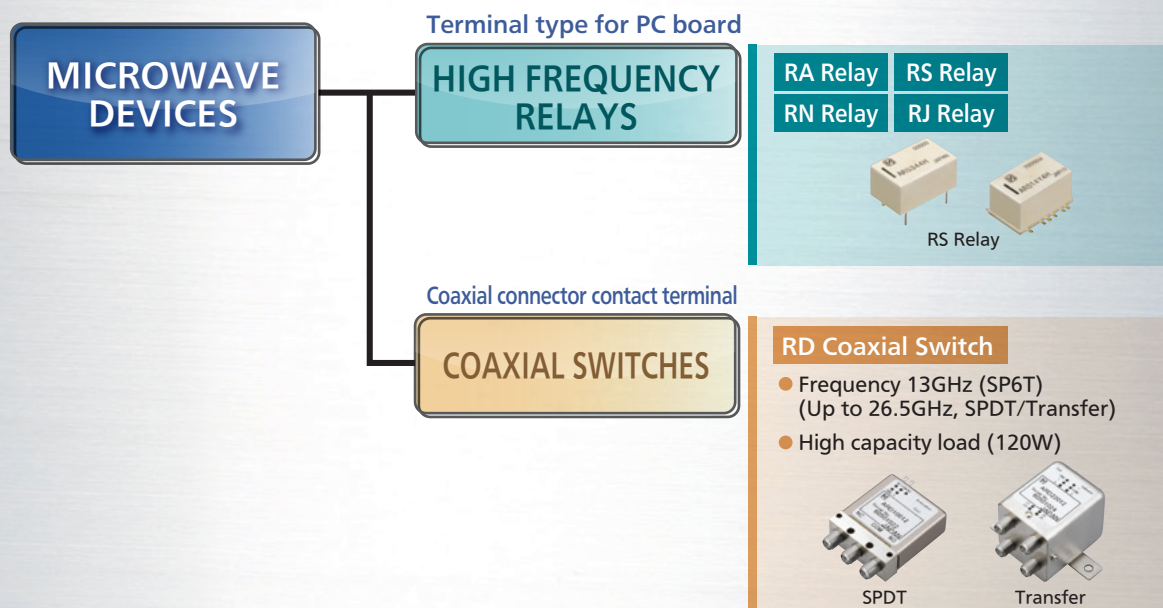 MICROWAVE
DEVICES
Terminal type for PC board
HIGH FREQUENCY
RELAYS
RA Relay
RS Relay
RN Relay
RJ Relay
RS Relay
Coaxial connector contact terminal
COAXIAL SWITCHES
RD Coaxial Switch
● Frequency 13GHz (SP6T)
(Up to 26.5GHz, SPDT/Transfer)
● High capacity load (120W)
SPDT
Transfer